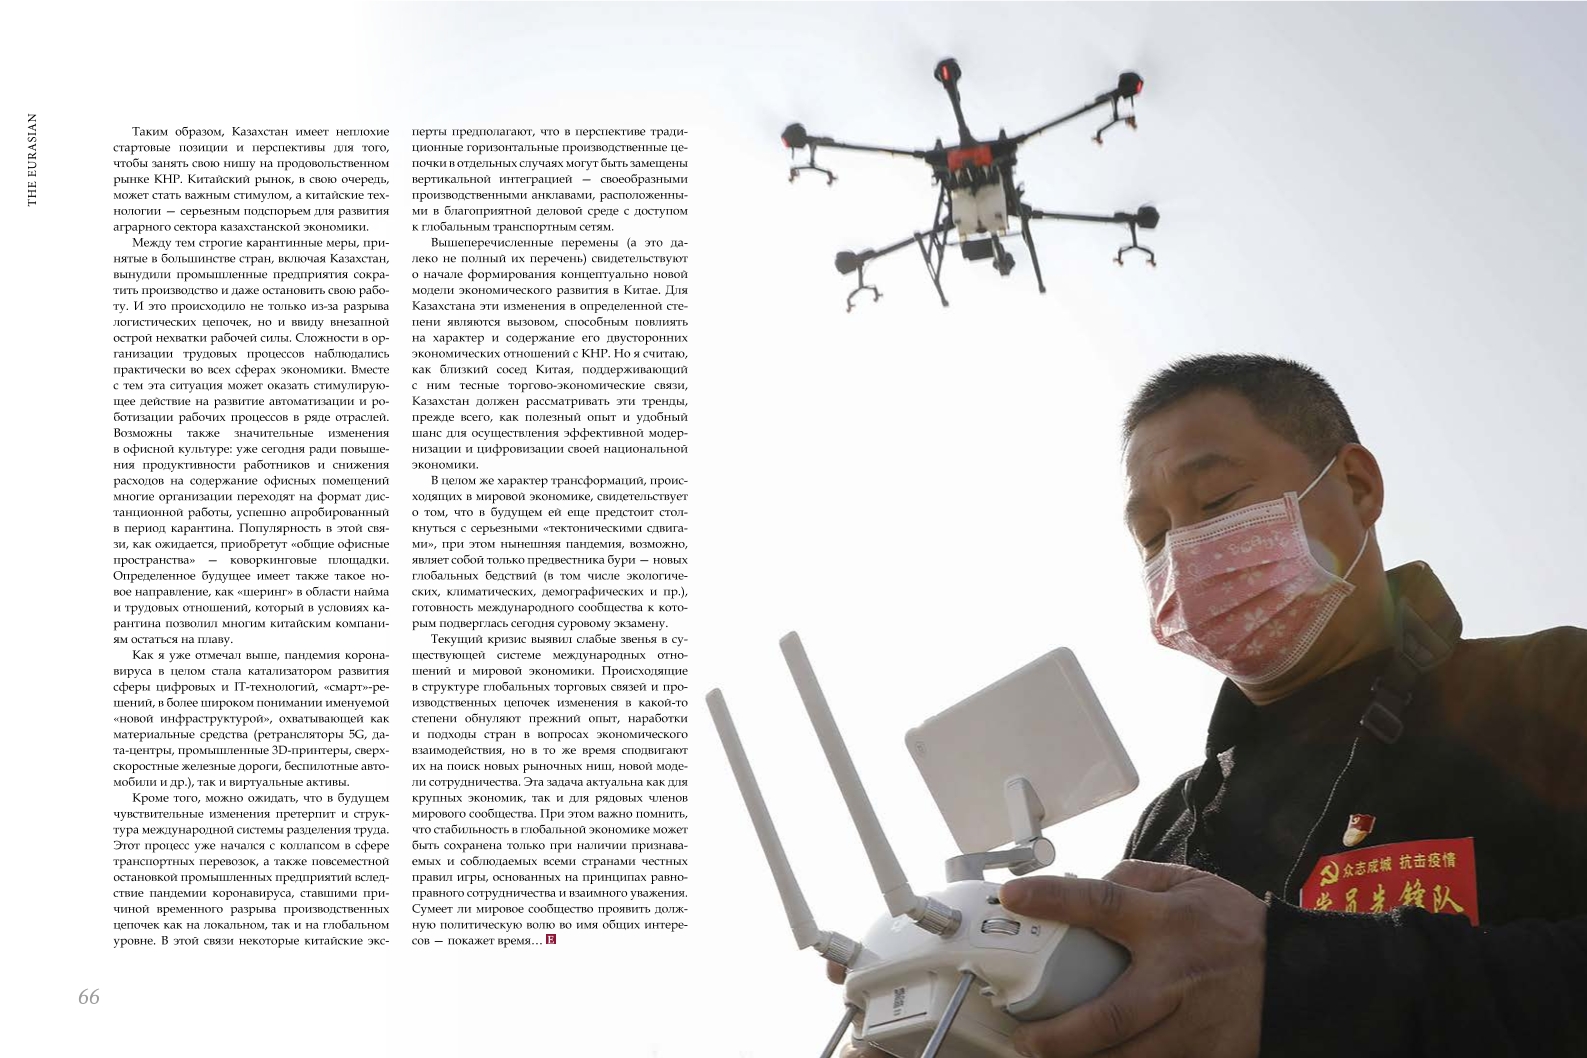 THE EURASIAN
Таким образом, Казахстан имеет неплохие
стартовые позиции и перспективы для того,
чтобы занять свою нишу на продовольственном
рынке КНР. Китайский рынок, в свою очередь,
может стать важным стимулом, а китайские тех-
нологии — серьезным подспорьем для развития
аграрного сектора казахстанской экономики.
Между тем строгие карантинные меры, при-
нятые в большинстве стран, включая Казахстан,
вынудили промышленные предприятия сокра-
тить производство и даже остановить свою рабо-
ту. И это происходило не только из-за разрыва
логистических цепочек, но и ввиду внезапной
острой нехватки рабочей силы. Сложности в ор-
ганизации трудовых процессов наблюдались
практически во всех сферах экономики. Вместе
с тем эта ситуация может оказать стимулирую-
щее действие на развитие автоматизации и ро-
ботизации рабочих процессов в ряде отраслей.
Возможны также значительные изменения
в офисной культуре: уже сегодня ради повыше-
ния продуктивности работников и снижения
расходов на содержание офисных помещений
многие организации переходят на формат дис-
танционной работы, успешно апробированный
в период карантина. Популярность в этой свя-
зи, как ожидается, приобретут «общие офисные
пространства» — коворкинговые площадки.
Определенное будущее имеет также такое но-
вое направление, как «шеринг» в области найма
и трудовых отношений, который в условиях ка-
рантина позволил многим китайским компани-
ям остаться на плаву.
Как я уже отмечал выше, пандемия корона-
вируса в целом стала катализатором развития
сферы цифровых и IT-технологий, «смарт»-ре-
шений, в более широком понимании именуемой
«новой инфраструктурой», охватывающей как
материальные средства (ретрансляторы 5G, да-
та-центры, промышленные 3D-принтеры, сверх-
скоростные железные дороги, беспилотные авто-
мобили и др.), так и виртуальные активы.
Кроме того, можно ожидать, что в будущем
чувствительные изменения претерпит и струк-
тура международной системы разделения труда.
Этот процесс уже начался с коллапсом в сфере
транспортных перевозок, а также повсеместной
остановкой промышленных предприятий вслед-
ствие пандемии коронавируса, ставшими при-
чиной временного разрыва производственных
цепочек как на локальном, так и на глобальном
уровне. В этой связи некоторые китайские экс-
перты предполагают, что в перспективе тради-
ционные горизонтальные производственные це-
почки в отдельных случаях могут быть замещены
вертикальной интеграцией — своеобразными
производственными анклавами, расположенны-
ми в благоприятной деловой среде с доступом
к глобальным транспортным сетям.
Вышеперечисленные перемены (а это да-
леко не полный их перечень) свидетельствуют
о начале формирования концептуально новой
модели экономического развития в Китае. Для
Казахстана эти изменения в определенной сте-
пени являются вызовом, способным повлиять
на характер и содержание его двусторонних
экономических отношений с КНР. Но я считаю,
как близкий сосед Китая, поддерживающий
с ним тесные торгово-экономические связи,
Казахстан должен рассматривать эти тренды,
прежде всего, как полезный опыт и удобный
шанс для осуществления эффективной модер-
низации и цифровизации своей национальной
экономики.
В целом же характер трансформаций, проис-
ходящих в мировой экономике, свидетельствует
о том, что в будущем ей еще предстоит стол-
кнуться с серьезными «тектоническими сдвига-
ми», при этом нынешняя пандемия, возможно,
являет собой только предвестника бури — новых
глобальных бедствий (в том числе экологиче-
ских, климатических, демографических и пр.),
готовность международного сообщества к кото-
рым подверглась сегодня суровому экзамену.
Текущий кризис выявил слабые звенья в су-
ществующей системе международных отно-
шений и мировой экономики. Происходящие
в структуре глобальных торговых связей и про-
изводственных цепочек изменения в какой-то
степени обнуляют прежний опыт, наработки
и подходы стран в вопросах экономического
взаимодействия, но в то же время сподвигают
их на поиск новых рыночных ниш, новой моде-
ли сотрудничества. Эта задача актуальна как для
крупных экономик, так и для рядовых членов
мирового сообщества. При этом важно помнить,
что стабильность в глобальной экономике может
быть сохранена только при наличии признава-
емых и соблюдаемых всеми странами честных
правил игры, основанных на принципах равно-
правного сотрудничества и взаимного уважения.
Сумеет ли мировое сообщество проявить долж-
ную политическую волю во имя общих интере-
сов — покажет время… E
众志成城 抗击疫情
党员先锋队
66